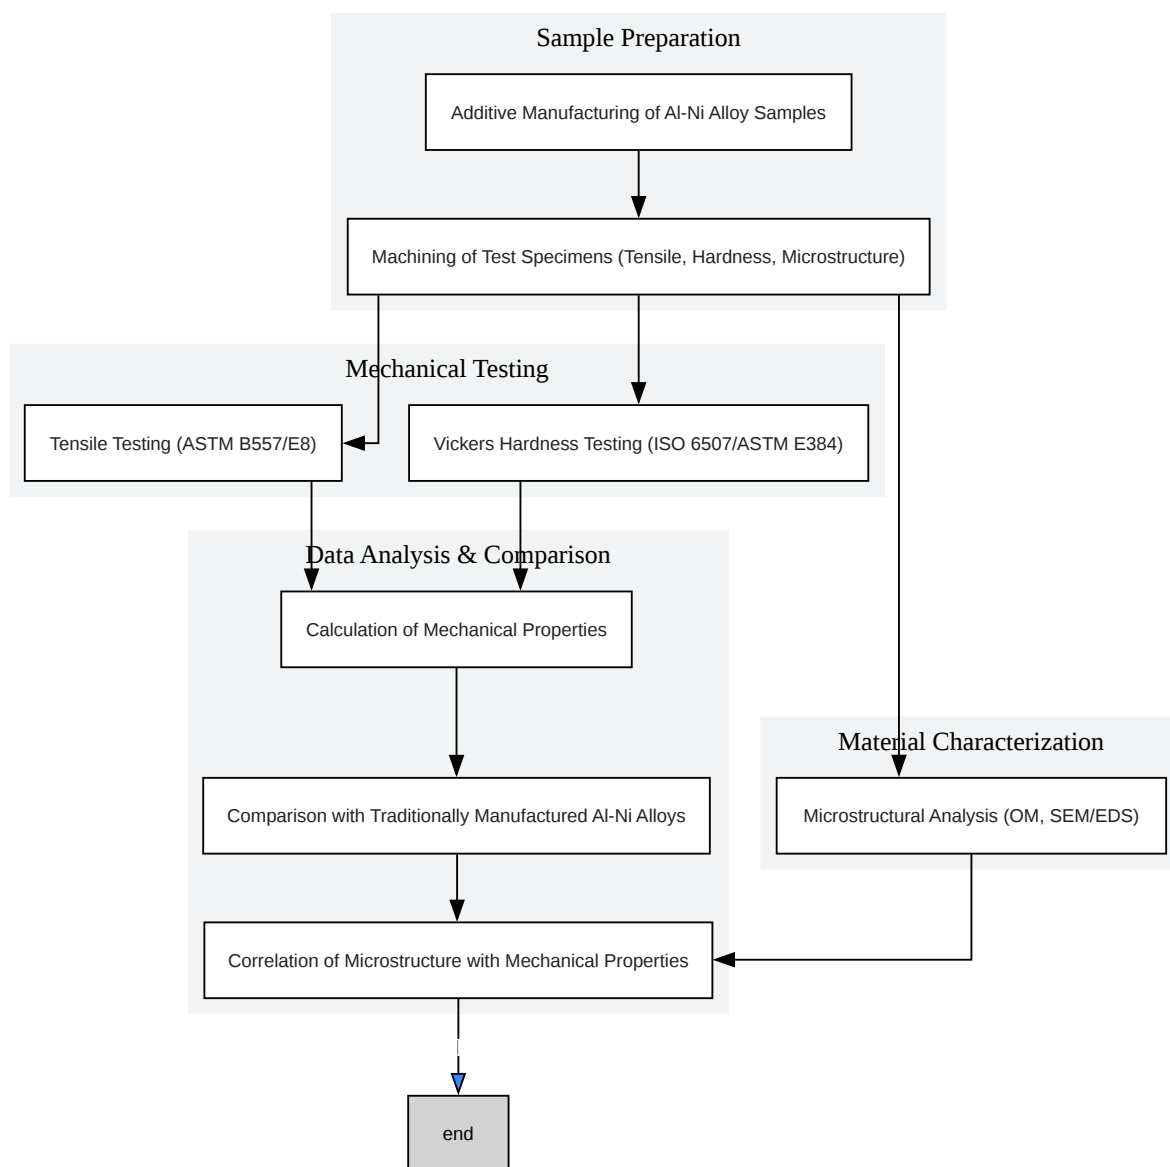 Sample Preparation
Additive Manufacturing of Al-Ni Alloy Samples
Machining of Test Specimens (Tensile, Hardness, Microstructure)
Mechanical Testing
Tensile Testing (ASTM B557/E8)
Vickers Hardness Testing (ISO 6507/ASTM E384)
Data Analysis & Comparison
Calculation of Mechanical Properties
Material Characterization
Comparison with Traditionally Manufactured Al-Ni Alloys
Microstructural Analysis (OM, SEM/EDS)
Correlation of Microstructure with Mechanical Properties
end